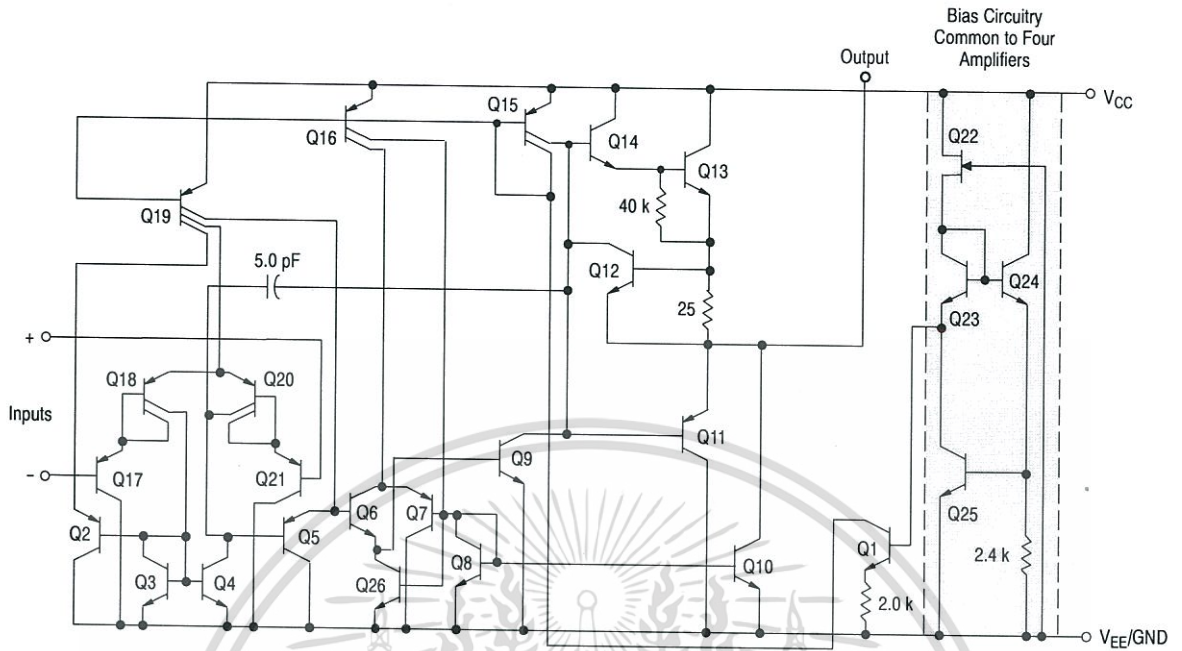 Bias Circuitry
Common to Four
Amplifiers
Output
VCC
Q15
Q16
Q14
Q13
Q22
Q19
40 k
5.0 pF
Q12
Q24
25
Q23
+
Q18
Q20
Inputs
Q9
Q11
-
Q17
Q21
Q25
Q2
Q5
Q6
Q7
Q1
Q3
Q4
Q8
Q10
2.4 k
Q26
2.0 k
VEE/GND